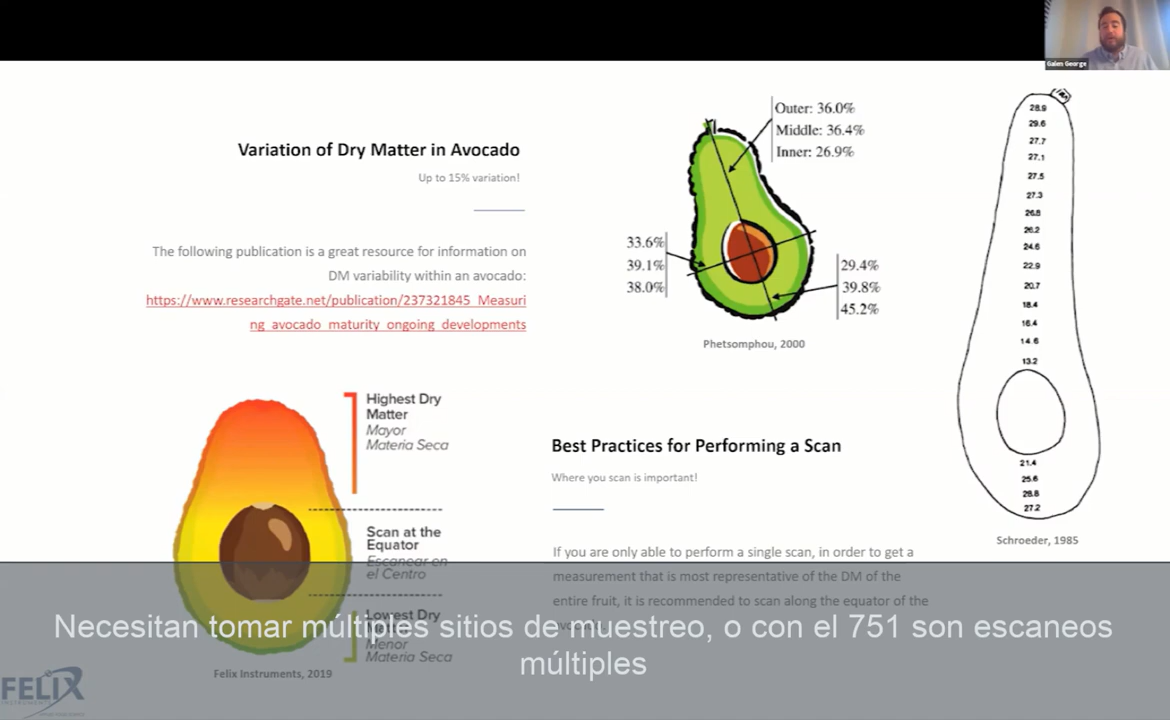 Galen George
Variation of Dry Matter in Avocado
Up to 15% variation!
The following publication is a great resource for information on
DM variability within an avocado:
https://www.researchgate.net/publication/237321845_Measuri
ng_avocado_maturity_ongoing_developments
Outer: 36.0%
Middle: 36.4%
Inner: 26.9%
33.6%
39.1%
38.0%
29.4%
39.8%
45.2%
Phetsomphou, 2000
28.9
29.6
27.7
27.1
27.5
27.3
26.8
26.2
24.6
22.9
20.7
18.4
16.4
14.6
13.2
21.4
25.6
28.8
27.2
Schroeder, 1985
Highest Dry
Matter
Mayor
Materia Seca
Scan at the
Equator
Escanear en
el Centro
Lowest Dry
Menor
Materia Seca
Felix Instruments, 2019
Best Practices for Performing a Scan
Where you scan is important!
If you are only able to perform a single scan, in order to get a
measurement that is most representative of the DM of the
entire fruit, it is recommended to scan along the equator of the
Necesitan tomar múltiples sitios de muestreo, o con el 751 son escaneos
múltiples
FELIX
INSTRUMENTS